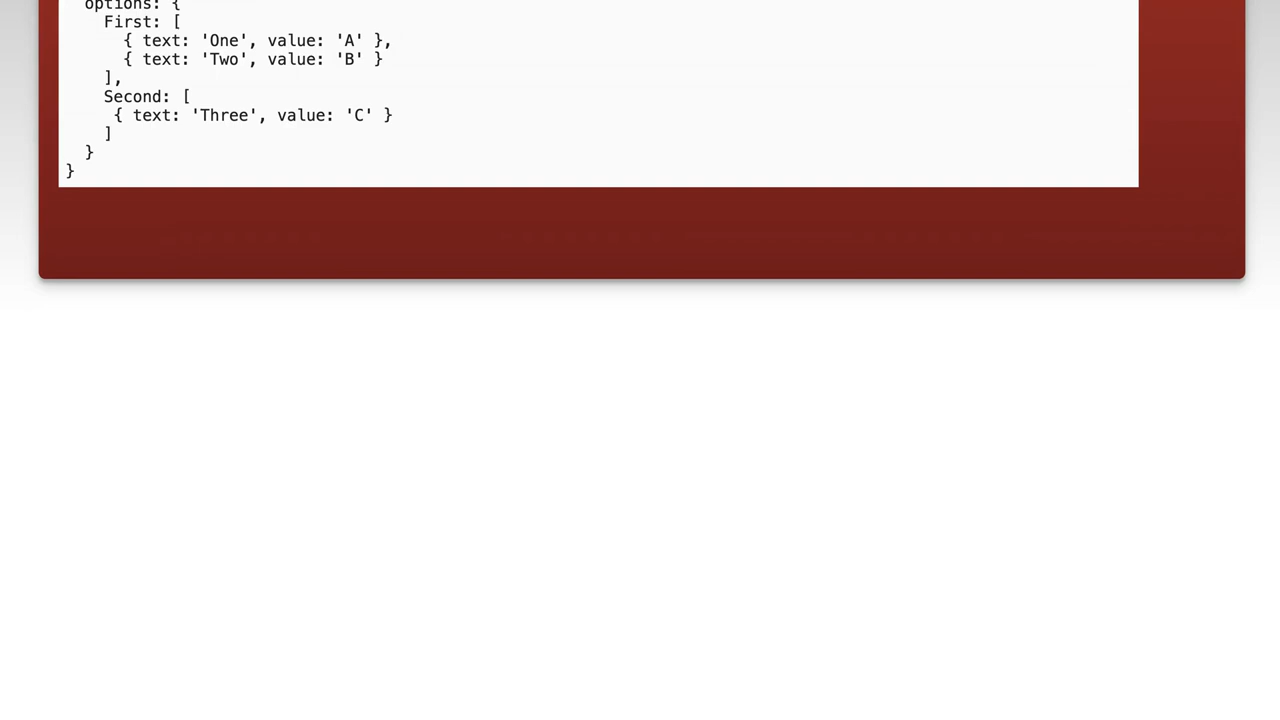 options: {
First: [
{ text: 'One', value: 'A' },
{ text: 'Two', value: 'B' }
],
Second: [
{ text: 'Three', value: 'C' }
]
}
}